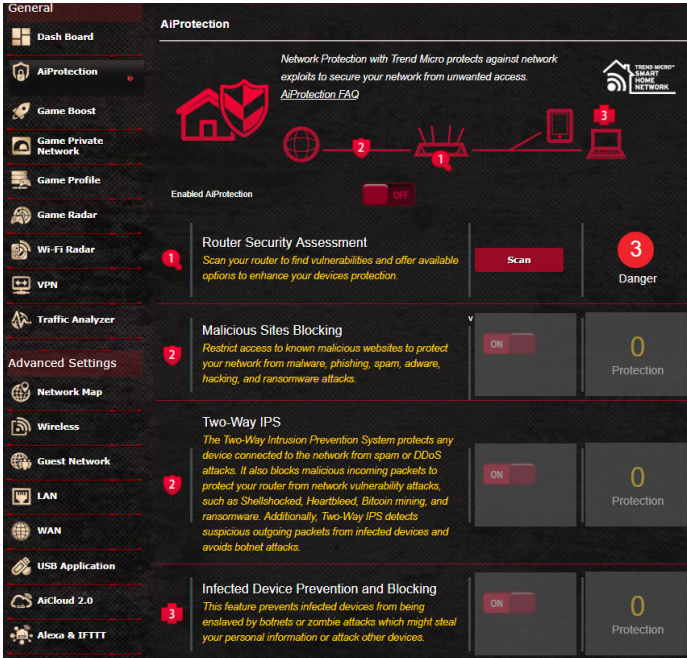 General
Dash Board
AiProtection
Game Boost
Game Private
Network
Game Profile
Game Radar
Wi-Fi Radar
VPN
Traffic Analyzer
Advanced Settings
Network Map
Wireless
Guest Network
LAN
WAN
USB Application
AiCloud 2.0
Alexa & IFTTT
AiProtection
Network Protection with Trend Micro protects against network
exploits to secure your network from unwanted access.
AiProtection FAQ
TREND MICRO™
SMART
HOME
NETWORK
3
2
1
Enabled AiProtection
OFF
1
Router Security Assessment
Scan your router to find vulnerabilities and offer available
options to enhance your devices protection.
Scan
3
Danger
2
Malicious Sites Blocking
Restrict access to known malicious websites to protect
your network from malware, phishing, spam, adware,
hacking, and ransomware attacks.
v
ON
0
Protection
2
Two-Way IPS
The Two-Way Intrusion Prevention System protects any
device connected to the network from spam or DDoS
attacks. It also blocks malicious incoming packets to
protect your router from network vulnerability attacks,
such as Shellshocked, Heartbleed, Bitcoin mining, and
ransomware. Additionally, Two-Way IPS detects
suspicious outgoing packets from infected devices and
avoids botnet attacks.
ON
0
Protection
3
Infected Device Prevention and Blocking
This feature prevents infected devices from being
enslaved by botnets or zombie attacks which might steal
your personal information or attack other devices.
ON
0
Protection